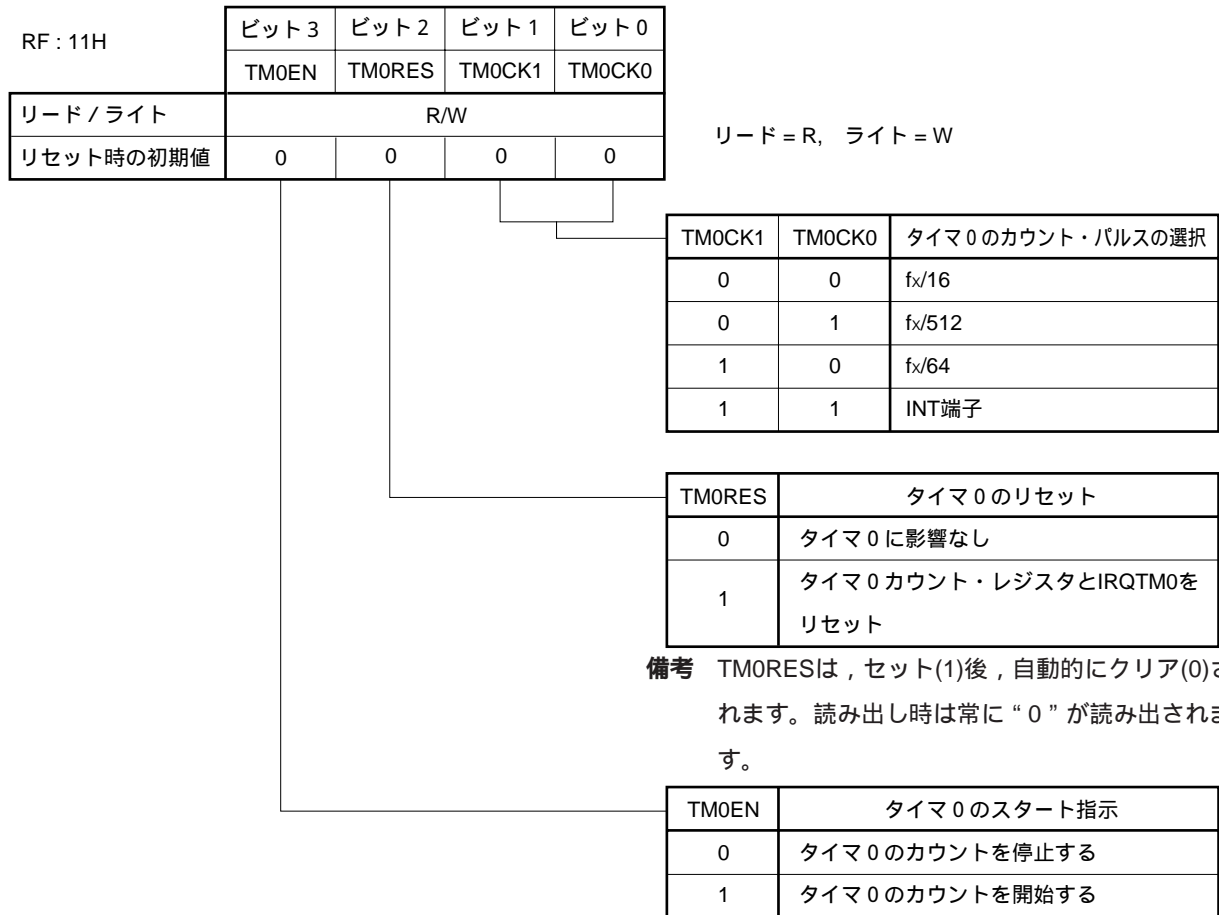 RF : 11H
ビット 3 ビット 2 ビット 1 ビット 0
TM0EN TM0RES TM0CK1 TM0CK0
リード / ライト R/W
リセット時の初期値 0 0 0 0
リード = R, ライト = W
TM0CK1 TM0CK0 タイマ 0 のカウント・パルスの選択
0 0 fX/16
0 1 fX/512
1 0 fX/64
1 1 INT端子
TM0RES タイマ 0 のリセット
0 タイマ 0 に影響なし
1 タイマ 0 カウント・レジスタとIRQTM0を
リセット
備考 TM0RESは , セット(1)後 , 自動的にクリア(0)さ
れます。読み出し時は常に “ 0 ” が読み出されま
す。
TM0EN タイマ 0 のスタート指示
0 タイマ 0 のカウントを停止する
1 タイマ 0 のカウントを開始する